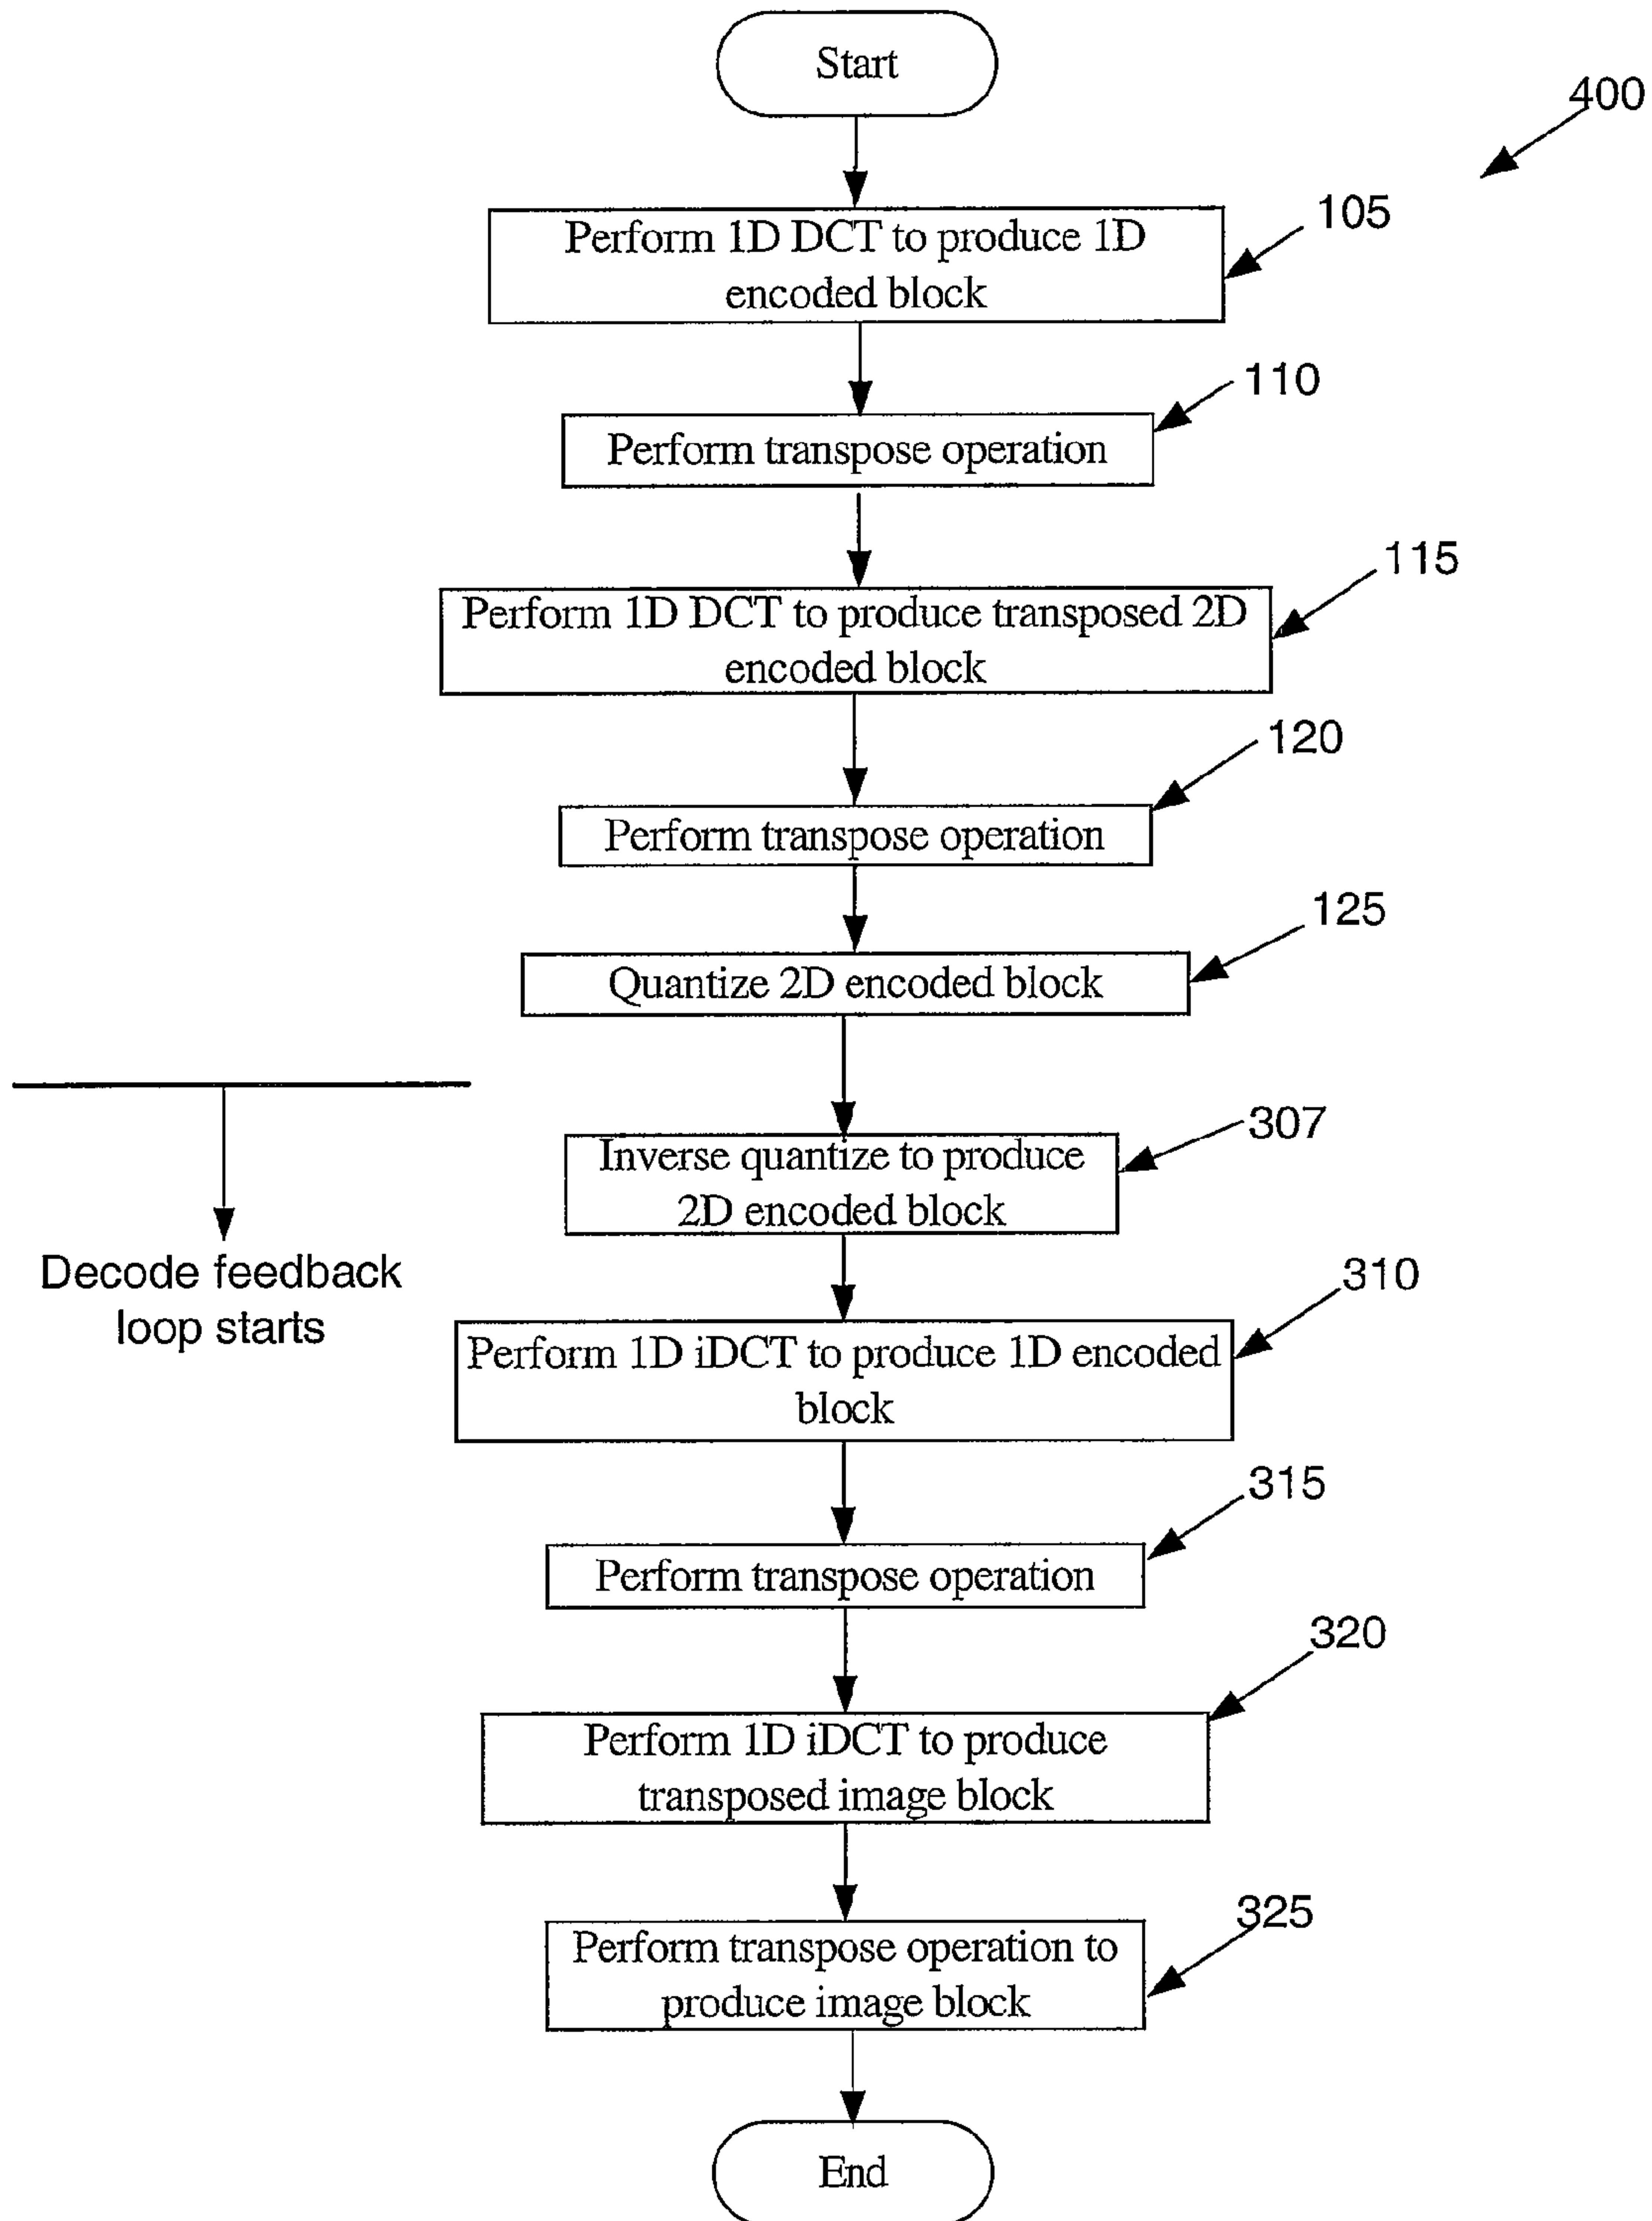 Start
400
Perform 1D DCT to produce 1D
encoded block
105
Perform transpose operation
110
Perform 1D DCT to produce transposed 2D
encoded block
115
Perform transpose operation
120
Quantize 2D encoded block
125
Decode feedback
loop starts
Inverse quantize to produce
2D encoded block
307
Perform 1D iDCT to produce 1D encoded
block
310
Perform transpose operation
315
Perform 1D iDCT to produce
transposed image block
320
Perform transpose operation to
produce image block
325
End